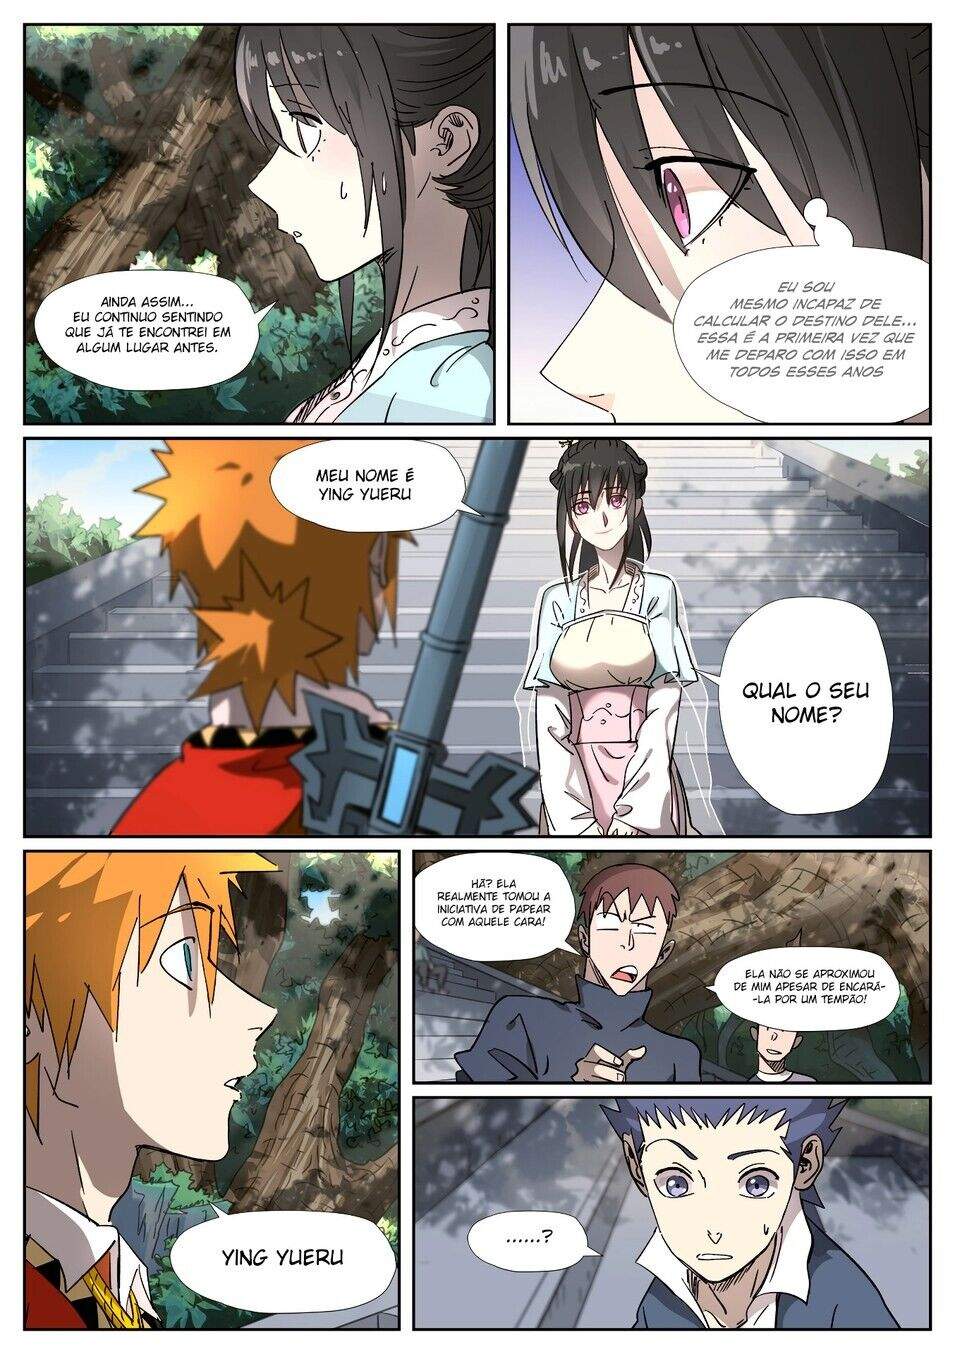 AINDA ASSIM...
EU CONTINUO SENTINDO
QUE JÁ TE ENCONTREI EM
ALGUM LUGAR ANTES.
EU SOU
MESMO INCAPAZ DE
CALCULAR O DESTINO DELE...
ESSA É A PRIMEIRA VEZ QUE
ME DEPARO COM ISSO EM
TODOS ESSES ANOS
MEU NOME É
YING YUERU
QUAL O SEU
NOME?
HÃ? ELA
REALMENTE TOMOU A
INICIATIVA DE PAPEAR
COM AQUELE CARA!
ELA NÃO SE APROXIMOU
DE MIM APESAR DE ENCARÁ-
-LA POR UM TEMPÃO!
YING YUERU
......?